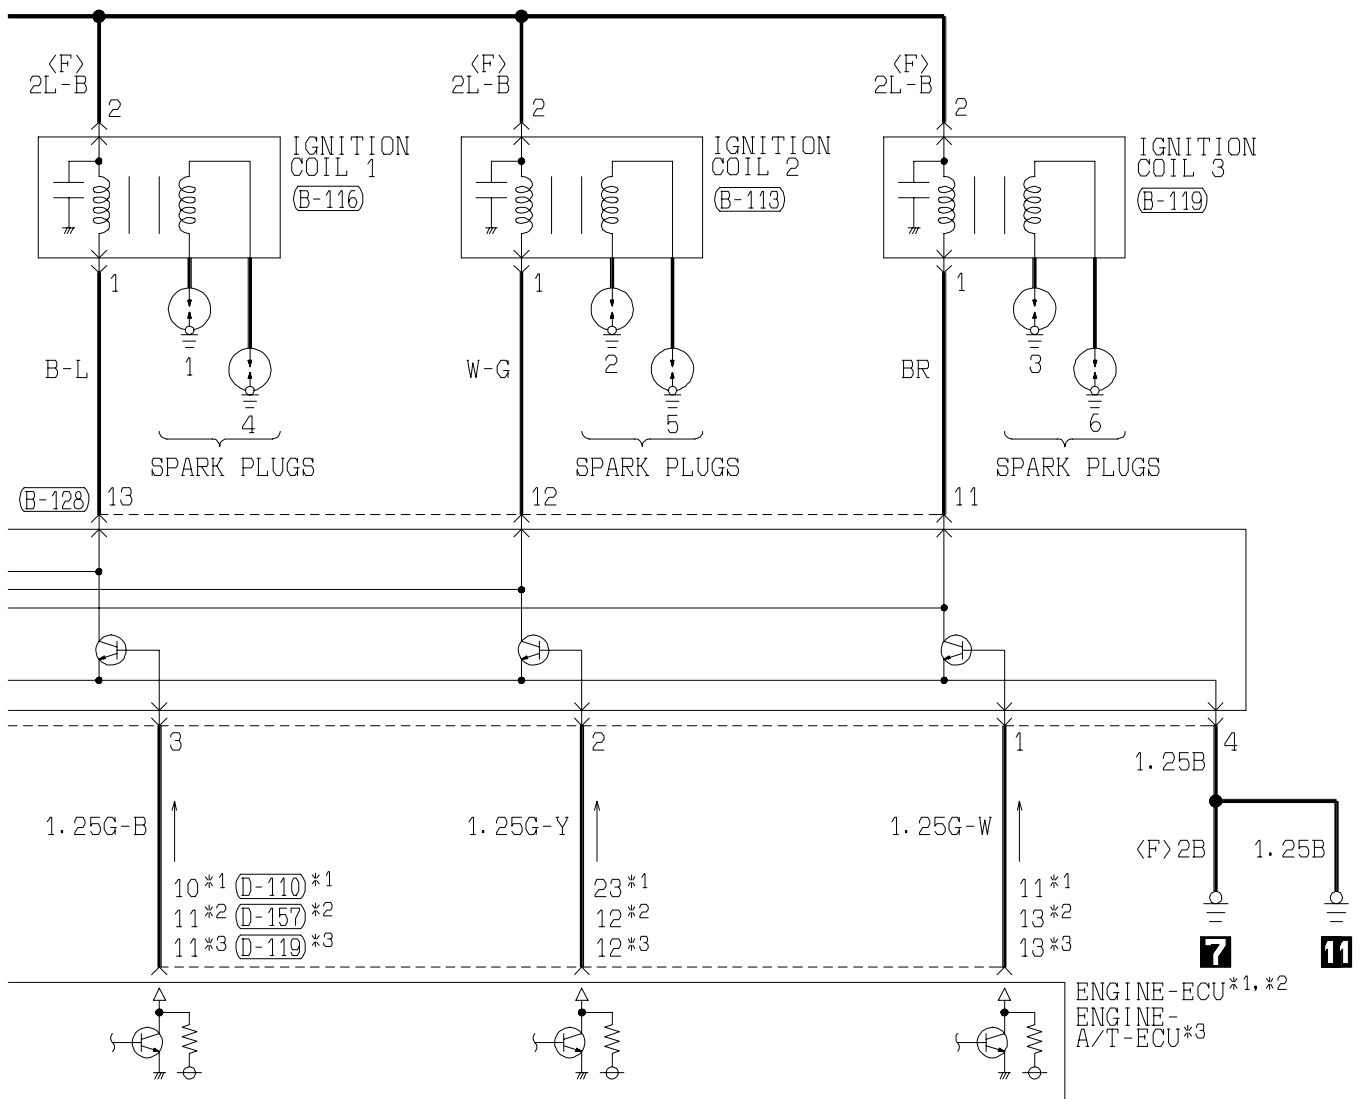 〈F〉 〈F〉 〈F〉
2L-B 2L-B 2L-B
2 2 2
IGNITION COIL 1
(B-116)
IGNITION COIL 2
(B-113)
IGNITION COIL 3
(B-119)
1 1 1
B-L 1 W-G 2 BR 3
4 5 6
SPARK PLUGS SPARK PLUGS SPARK PLUGS
(B-128) 13 12 11
3 2 1 4
1.25B
1.25G-B 1.25G-Y 1.25G-W
〈F〉2B 1.25B
10*1 (D-110)*1 23*1 11*1
11*2 (D-157)*2 12*2 13*2
11*3 (D-119)*3 12*3 13*3
7 11
ENGINE-ECU*1,*2
ENGINE-
A/T-ECU*3